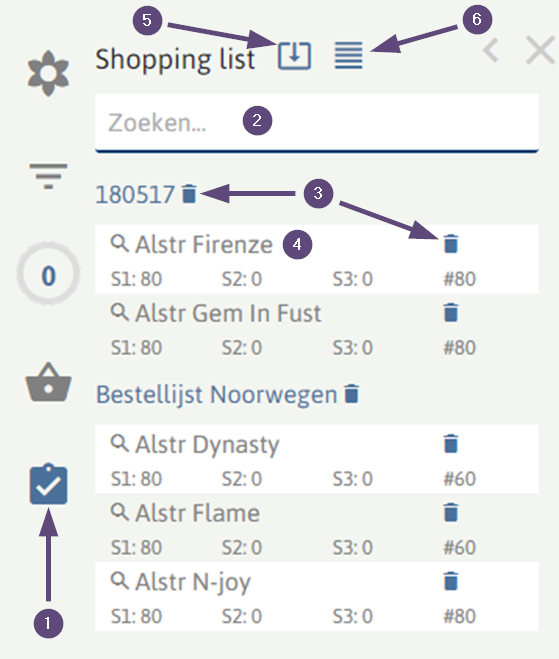 5
6
Shopping list
Zoeken... 2
180517
3
Alstr Firenze 4
S1: 80 S2: 0 S3: 0 #80
Alstr Gem In Fust
S1: 80 S2: 0 S3: 0 #80
0
Bestellijst Noorwegen
Alstr Dynasty
S1: 80 S2: 0 S3: 0 #60
Alstr Flame
S1: 80 S2: 0 S3: 0 #60
Alstr N-joy
S1: 80 S2: 0 S3: 0 #80
1